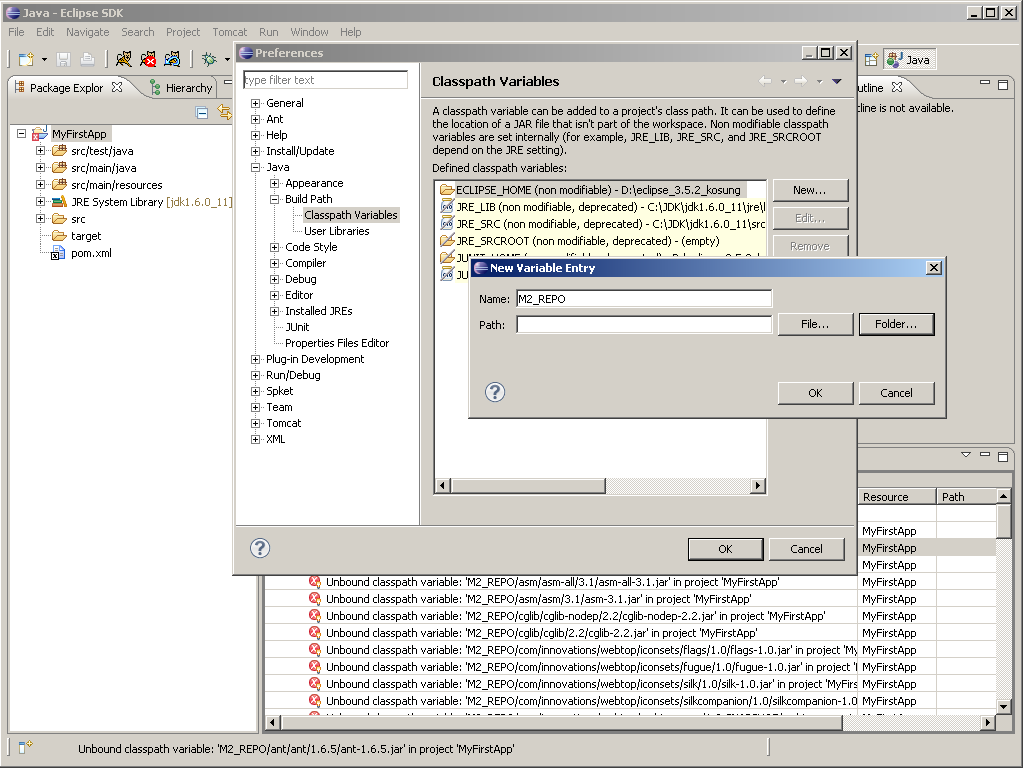 Java - Eclipse SDK
File Edit Navigate Search Project Tomcat Run Window Help
Java
Package Explor
Hierarchy
MyFirstApp
src/test/java
src/main/java
src/main/resources
JRE System Library [jdk1.6.0_11]
src
target
pom.xml
Preferences
type filter text
General
Ant
Help
Install/Update
Java
Appearance
Build Path
Classpath Variables
User Libraries
Code Style
Compiler
Debug
Editor
Installed JREs
JUnit
Properties Files Editor
Plug-in Development
Run/Debug
Spket
Team
Tomcat
XML
Classpath Variables
A classpath variable can be added to a project's class path. It can be used to define
the location of a JAR file that isn't part of the workspace. Non modifiable classpath
variables are set internally (for example, JRE_LIB, JRE_SRC, and JRE_SRCROOT
depend on the JRE setting).
Defined classpath variables:
ECLIPSE_HOME (non modifiable) - D:\eclipse_3.5.2_kosung
JRE_LIB (non modifiable, deprecated) - C:\JDK\jdk1.6.0_11\jre\l
JRE_SRC (non modifiable, deprecated) - C:\JDK\jdk1.6.0_11\src
JRE_SRCROOT (non modifiable, deprecated) - (empty)
JU
New...
Edit...
Remove
OK
Cancel
New Variable Entry
Name: M2_REPO
Path:
File...
Folder...
OK
Cancel
utline
tline is not available.
Resource Path
MyFirstApp
MyFirstApp
MyFirstApp
Unbound classpath variable: 'M2_REPO/asm/asm-all/3.1/asm-all-3.1.jar' in project 'MyFirstApp' MyFirstApp
Unbound classpath variable: 'M2_REPO/asm/asm/3.1/asm-3.1.jar' in project 'MyFirstApp' MyFirstApp
Unbound classpath variable: 'M2_REPO/cglib/cglib-nodep/2.2/cglib-nodep-2.2.jar' in project 'MyFirstApp' MyFirstApp
Unbound classpath variable: 'M2_REPO/cglib/cglib/2.2/cglib-2.2.jar' in project 'MyFirstApp' MyFirstApp
Unbound classpath variable: 'M2_REPO/com/innovations/webtop/iconsets/flags/1.0/flags-1.0.jar' in project 'My MyFirstApp
Unbound classpath variable: 'M2_REPO/com/innovations/webtop/iconsets/fugue/1.0/fugue-1.0.jar' in project ' MyFirstApp
Unbound classpath variable: 'M2_REPO/com/innovations/webtop/iconsets/silk/1.0/silk-1.0.jar' in project 'MyFirs MyFirstApp
Unbound classpath variable: 'M2_REPO/com/innovations/webtop/iconsets/silkcompanion/1.0/silkcompanion-1.0 MyFirstApp
Unbound classpath variable: 'M2_REPO/ant/ant/1.6.5/ant-1.6.5.jar' in project 'MyFirstApp'